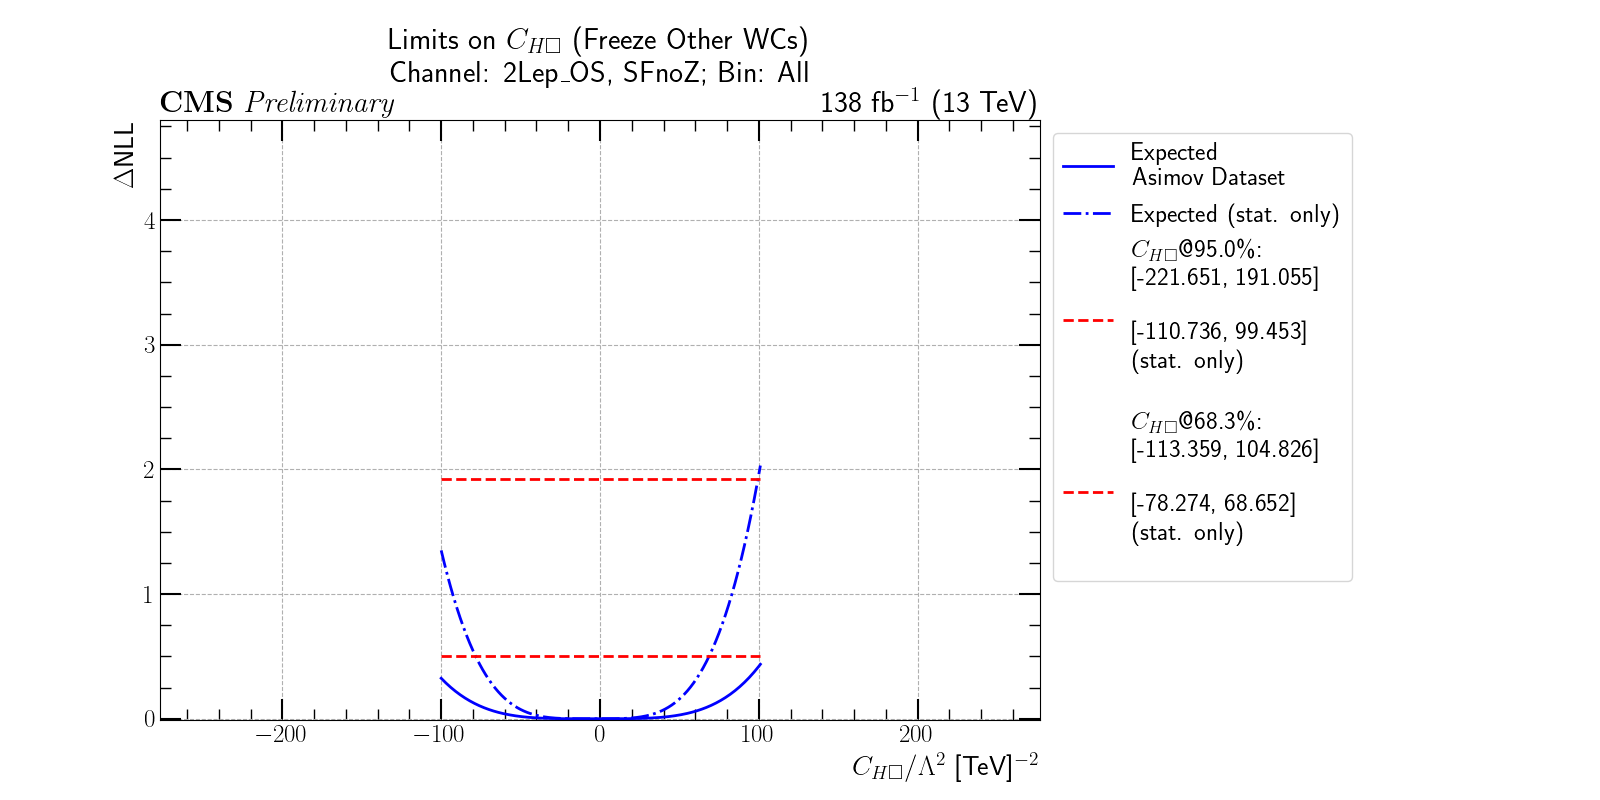 Limits on C_{H□} (Freeze Other WCs)
Channel: 2Lep_OS, SFnoZ; Bin: All
CMS Preliminary 138 fb⁻¹ (13 TeV)
ΔNLL
4
3
2
1
0
−200 −100 0 100 200
C_{H□}/Λ² [TeV]⁻²
Expected
Asimov Dataset
Expected (stat. only)
C_{H□}@95.0%:
[-221.651, 191.055]
[-110.736, 99.453]
(stat. only)
C_{H□}@68.3%:
[-113.359, 104.826]
[-78.274, 68.652]
(stat. only)